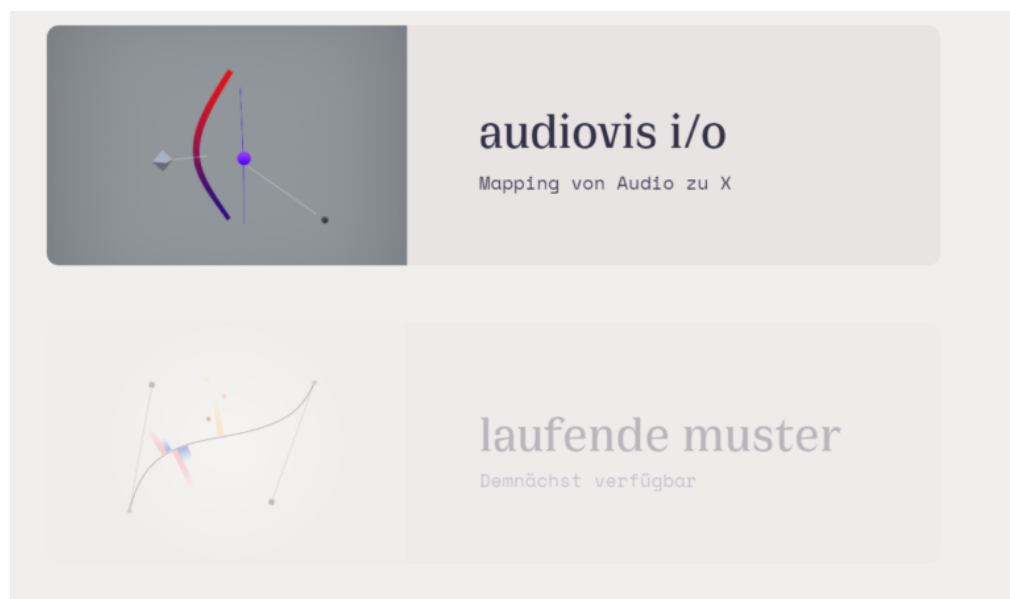 audiovis i/o
Mapping von Audio zu X
laufende muster
Demnächst verfügbar